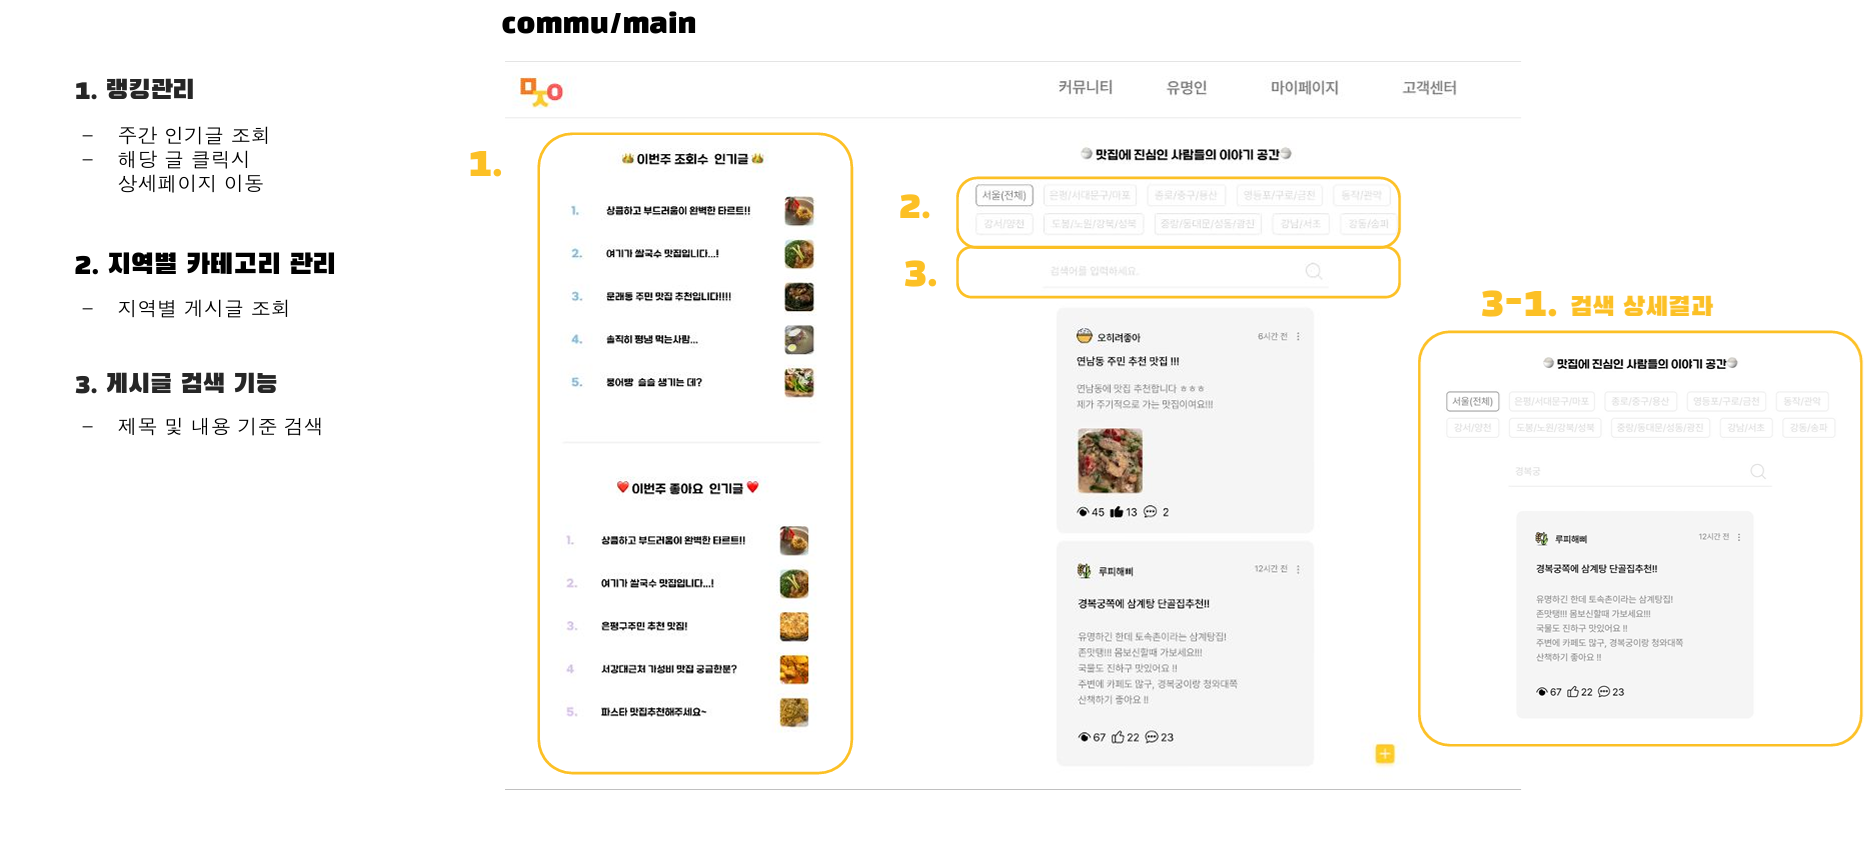 commu/main
1. 랭킹관리
– 주간 인기글 조회
– 해당 글 클릭시
상세페이지 이동
2. 지역별 카테고리 관리
– 지역별 게시글 조회
3. 게시글 검색 기능
– 제목 및 내용 기준 검색
맛ㅇ
커뮤니티 유명인 마이페이지 고객센터
1.
이번주 조회수 인기글
1. 상큼하고 부드러움이 완벽한 타르트!!
2. 여기가 쌀국수 맛집입니다...!
3. 문래동 주민 맛집 추천입니다!!!!
4. 솔직히 평냉 먹는사람...
5. 붕어빵 슬슬 생기는 데?
이번주 좋아요 인기글
1. 상큼하고 부드러움이 완벽한 타르트!!
2. 여기가 쌀국수 맛집입니다...!
3. 은평구주민 추천 맛집!
4 서강대근처 가성비 맛집 궁금한분?
5. 파스타 맛집추천해주세요~
맛집에 진심인 사람들의 이야기 공간
2.
서울(전체) 은평/서대문구/마포 종로/중구/용산 영등포/구로/금천 동작/관악
강서/양천 도봉/노원/강북/성북 중랑/동대문/성동/광진 강남/서초 강동/송파
3.
검색어를 입력하세요.
오히려좋아 6시간 전
연남동 주민 추천 맛집 !!!
연남동에 맛집 추천합니다 ㅎㅎㅎ
제가 주기적으로 가는 맛집이여요!!!
45 13 2
루피해삐 12시간 전
경복궁쪽에 삼계탕 단골집추천!!
유명하긴 한데 토속촌이라는 삼계탕집!
존맛탱!!! 몸보신할때 가보세요!!!
국물도 진하구 맛있어요 !!
주변에 카페도 많구, 경복궁이랑 청와대쪽
산책하기 좋아요 !!
67 22 23
+
3-1. 검색 상세결과
맛집에 진심인 사람들의 이야기 공간
서울(전체) 은평/서대문구/마포 종로/중구/용산 영등포/구로/금천 동작/관악
강서/양천 도봉/노원/강북/성북 중랑/동대문/성동/광진 강남/서초 강동/송파
경복궁
루피해삐 12시간 전
경복궁쪽에 삼계탕 단골집추천!!
유명하긴 한데 토속촌이라는 삼계탕집!
존맛탱!!! 몸보신할때 가보세요!!!
국물도 진하구 맛있어요 !!
주변에 카페도 많구, 경복궁이랑 청와대쪽
산책하기 좋아요 !!
67 22 23